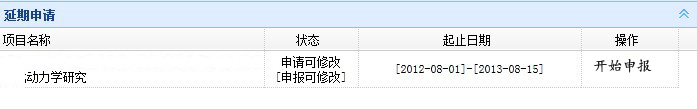 延期申请
项目名称 状态 起止日期 操作
申请可修改
[申报可修改] [2012-08-01]-[2013-08-15] 开始申报
动力学研究